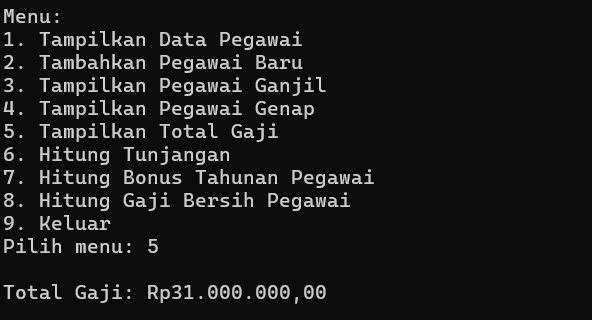 Menu:
1. Tampilkan Data Pegawai
2. Tambahkan Pegawai Baru
3. Tampilkan Pegawai Ganjil
4. Tampilkan Pegawai Genap
5. Tampilkan Total Gaji
6. Hitung Tunjangan
7. Hitung Bonus Tahunan Pegawai
8. Hitung Gaji Bersih Pegawai
9. Keluar
Pilih menu: 5
Total Gaji: Rp31.000.000,00